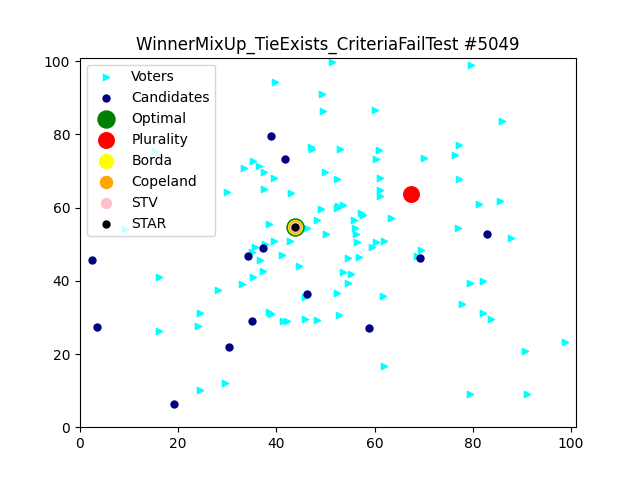 WinnerMixUp_TieExists_CriteriaFailTest #5049
100
80
60
40
20
0
Voters
Candidates
Optimal
Plurality
Borda
Copeland
STV
STAR
0 20 40 60 80 100